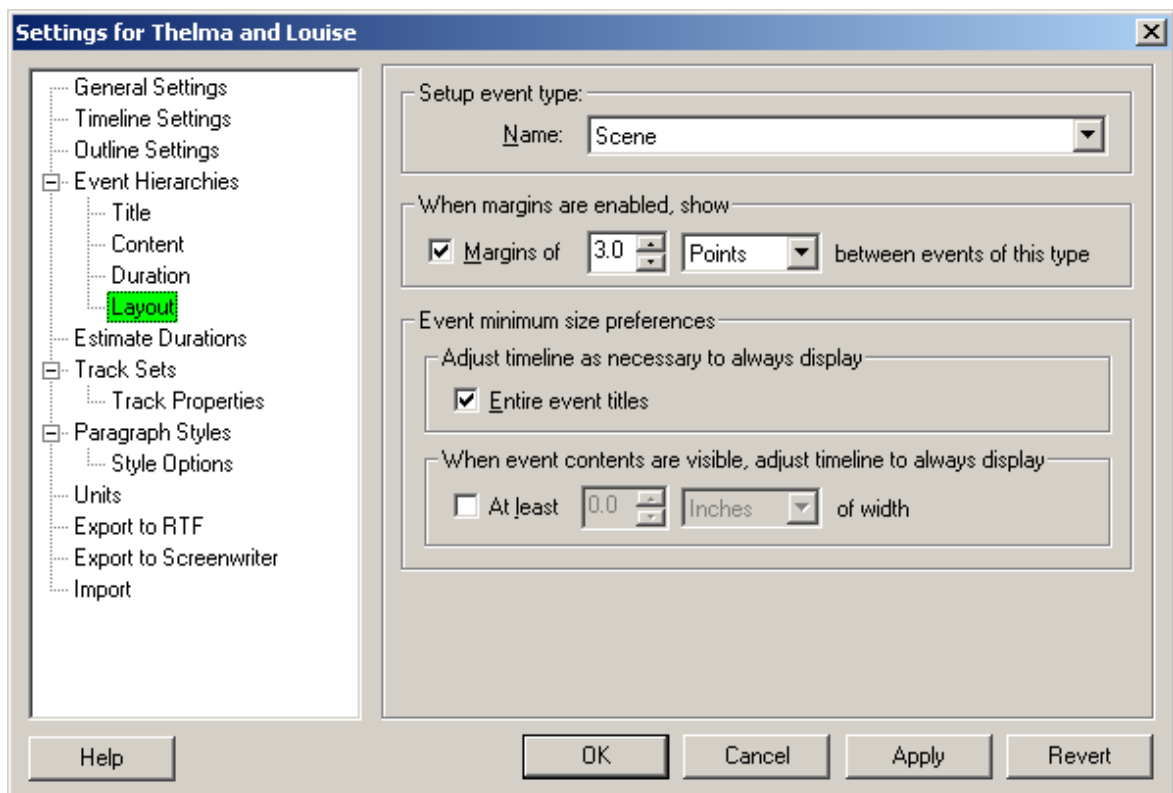 Settings for Thelma and Louise
General Settings
Timeline Settings
Outline Settings
Event Hierarchies
Title
Content
Duration
Layout
Estimate Durations
Track Sets
Track Properties
Paragraph Styles
Style Options
Units
Export to RTF
Export to Screenwriter
Import
Setup event type:
Name: Scene
When margins are enabled, show
Margins of 3.0 Points between events of this type
Event minimum size preferences
Adjust timeline as necessary to always display
Entire event titles
When event contents are visible, adjust timeline to always display
At least 0.0 Inches of width
Help OK Cancel Apply Revert